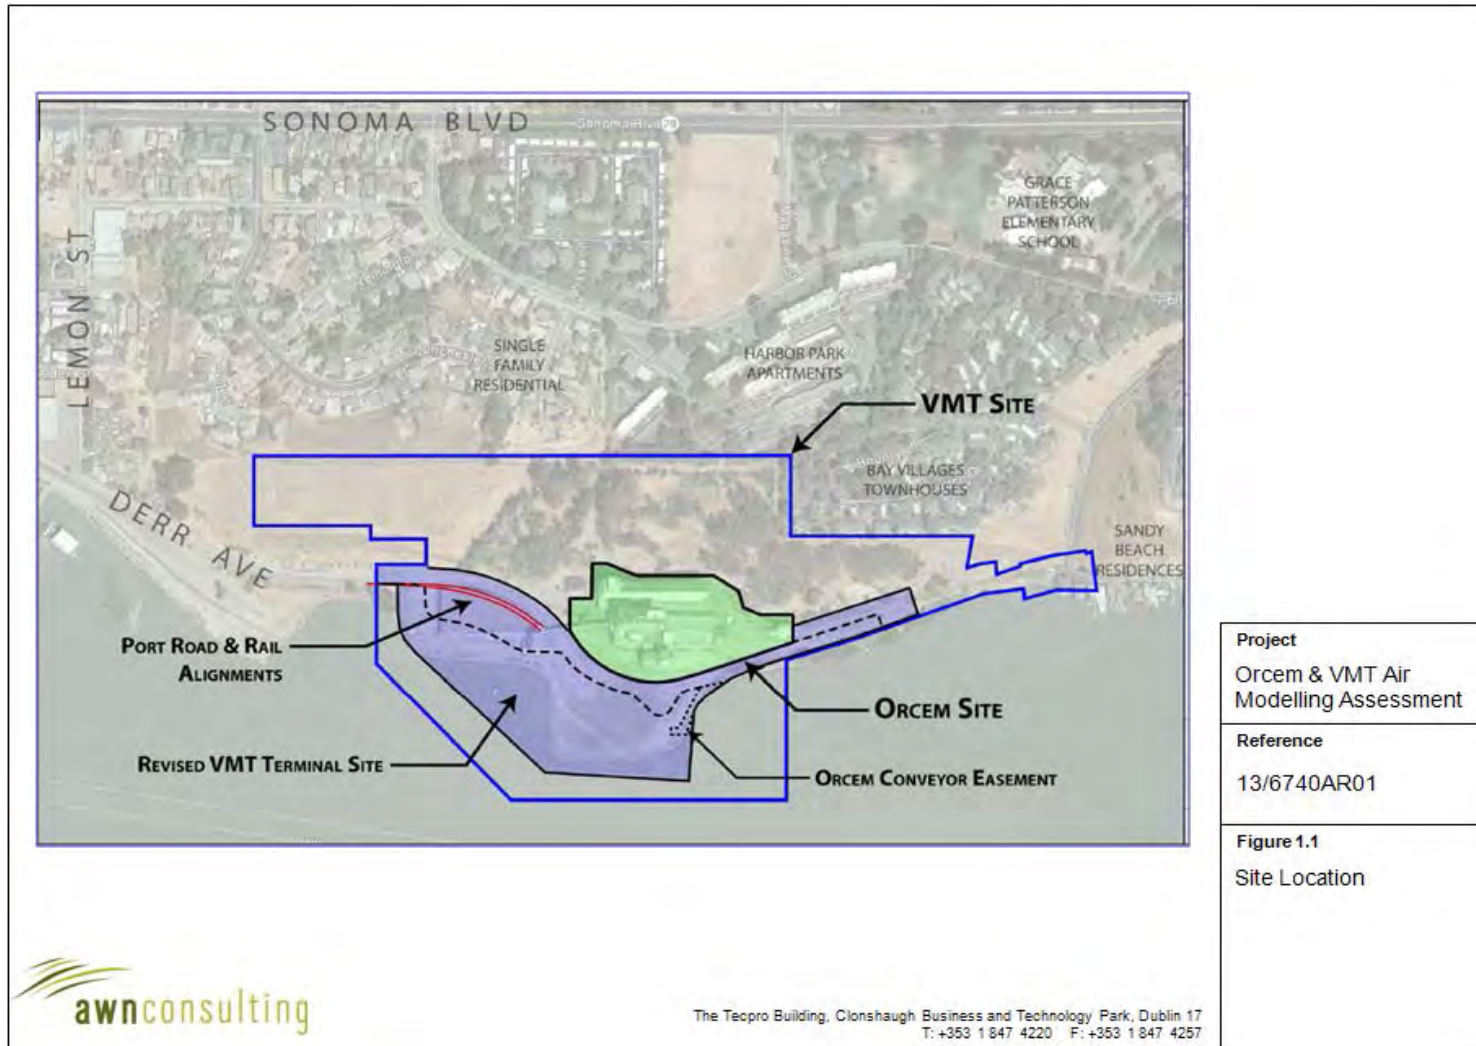 SONOMA BLVD
Sonoma Blvd
LEMON ST
GRACE
PATTERSON
ELEMENTARY
SCHOOL
SINGLE
FAMILY
RESIDENTIAL
HARBOR PARK
APARTMENTS
VMT SITE
BAY VILLAGES
TOWNHOUSES
DERR AVE
SANDY
BEACH
RESIDENCES
PORT ROAD & RAIL
ALIGNMENTS
ORCEM SITE
REVISED VMT TERMINAL SITE
ORCEM CONVEYOR EASEMENT
Project
Orcem & VMT Air
Modelling Assessment
Reference
13/6740AR01
Figure 1.1
Site Location
awnconsulting
The Tecpro Building, Clonshaugh Business and Technology Park, Dublin 17
T: +353 1 847 4220 F: +353 1 847 4257